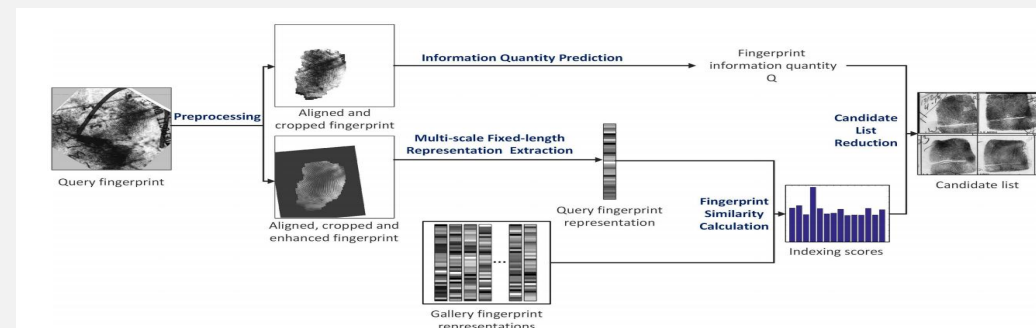 Query fingerprint
Preprocessing
Aligned and
cropped fingerprint
Aligned, cropped and
enhanced fingerprint
Information Quantity Prediction
Fingerprint
information quantity
Q
Multi-scale Fixed-length
Representation Extraction
Query fingerprint
representation
Gallery fingerprint
representations
Fingerprint
Similarity
Calculation
Indexing scores
Candidate
List
Reduction
Candidate list